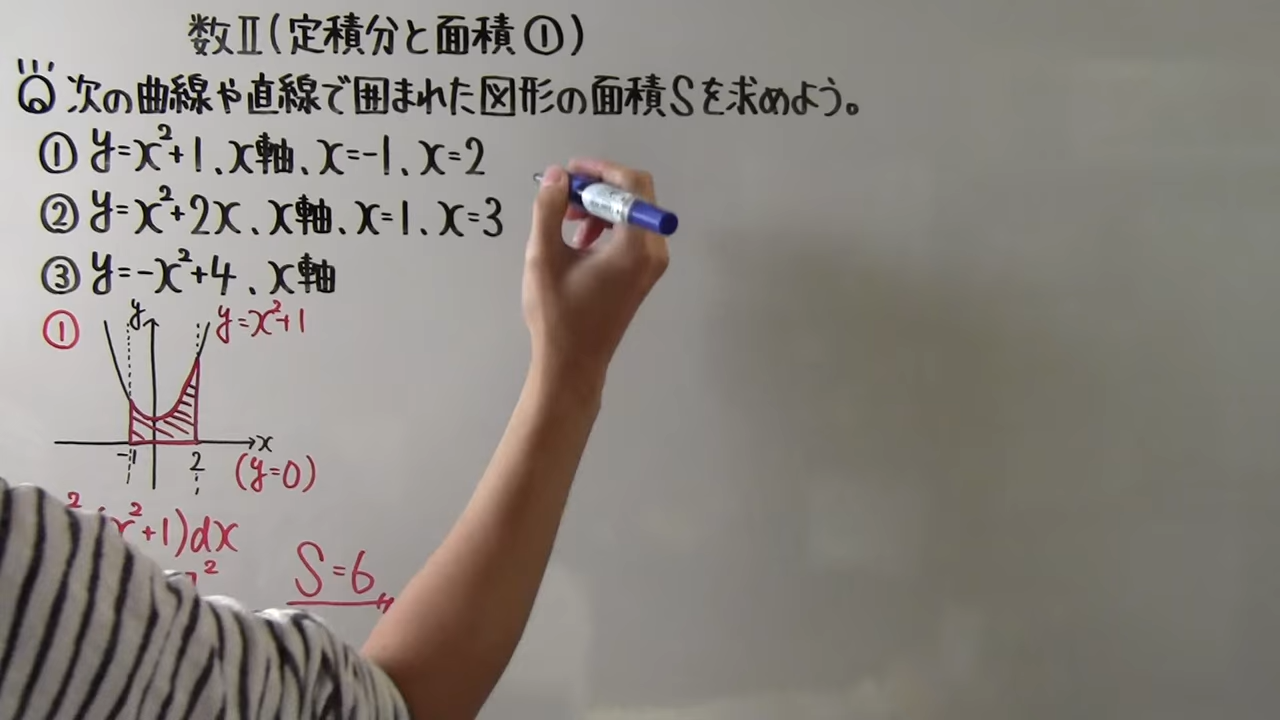 数Ⅱ(定積分と面積①)
Q 次の曲線や直線で囲まれた図形の面積Sを求めよう。
① y=x²+1、x軸、x=-1、x=2
② y=x²+2x、x軸、x=1、x=3
③ y=-x²+4、x軸
①
y
y=x²+1
x
-1
2
(y=0)
2
x²+1)dx
2
S=6